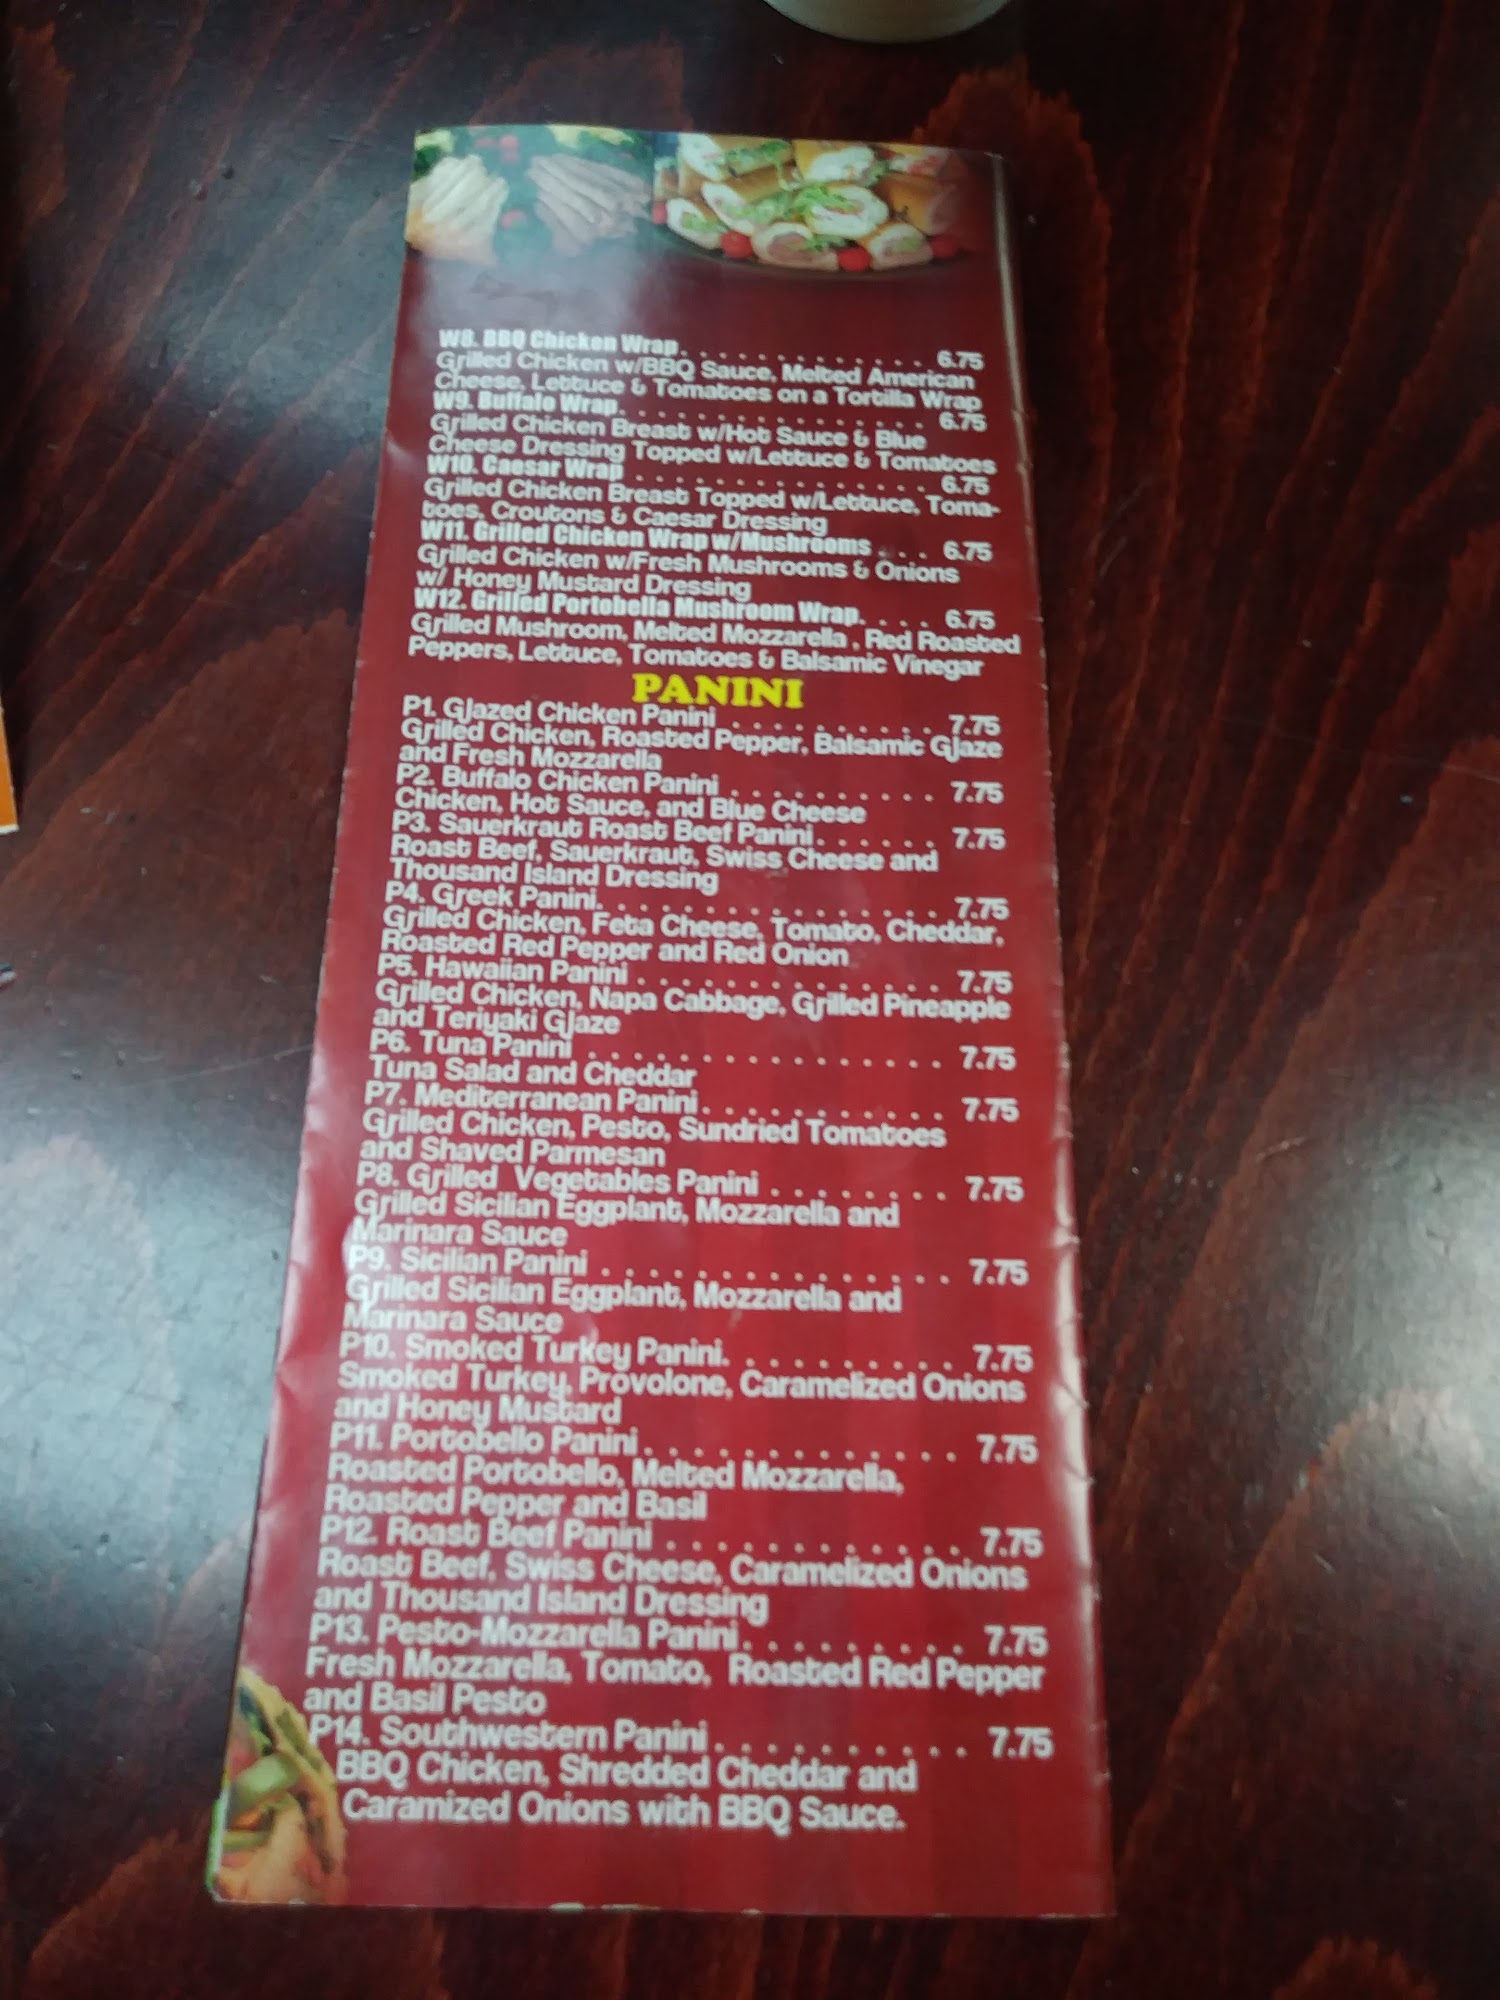 W8. BBQ Chicken Wrap. . . . . . . . . . . . . . 6.75
Grilled Chicken w/BBQ Sauce, Melted American
Cheese, Lettuce & Tomatoes on a Tortilla Wrap
W9. Buffalo Wrap. . . . . . . . . . . . . . . . . 6.75
Grilled Chicken Breast w/Hot Sauce & Blue
Cheese Dressing Topped w/Lettuce & Tomatoes
W10. Caesar Wrap . . . . . . . . . . . . . . . . 6.75
Grilled Chicken Breast Topped w/Lettuce, Toma-
toes, Croutons & Caesar Dressing
W11. Grilled Chicken Wrap w/Mushrooms . . . 6.75
Grilled Chicken w/Fresh Mushrooms & Onions
w/ Honey Mustard Dressing
W12. Grilled Portobella Mushroom Wrap. . . . 6.75
Grilled Mushroom, Melted Mozzarella , Red Roasted
Peppers, Lettuce, Tomatoes & Balsamic Vinegar
PANINI
P1. Glazed Chicken Panini . . . . . . . . . . . 7.75
Grilled Chicken, Roasted Pepper, Balsamic Glaze
and Fresh Mozzarella
P2. Buffalo Chicken Panini . . . . . . . . . . 7.75
Chicken, Hot Sauce, and Blue Cheese
P3. Sauerkraut Roast Beef Panini. . . . . . 7.75
Roast Beef, Sauerkraut, Swiss Cheese and
Thousand Island Dressing
P4. Greek Panini. . . . . . . . . . . . . . . . 7.75
Grilled Chicken, Feta Cheese, Tomato, Cheddar,
Roasted Red Pepper and Red Onion
P5. Hawaiian Panini . . . . . . . . . . . . . . 7.75
Grilled Chicken, Napa Cabbage, Grilled Pineapple
and Teriyaki Glaze
P6. Tuna Panini . . . . . . . . . . . . . . . . 7.75
Tuna Salad and Cheddar
P7. Mediterranean Panini. . . . . . . . . . . 7.75
Grilled Chicken, Pesto, Sundried Tomatoes
and Shaved Parmesan
P8. Grilled Vegetables Panini . . . . . . . . 7.75
Grilled Sicilian Eggplant, Mozzarella and
Marinara Sauce
P9. Sicilian Panini . . . . . . . . . . . . . . . 7.75
Grilled Sicilian Eggplant, Mozzarella and
Marinara Sauce
P10. Smoked Turkey Panini. . . . . . . . . . 7.75
Smoked Turkey, Provolone, Caramelized Onions
and Honey Mustard
P11. Portobello Panini . . . . . . . . . . . . . 7.75
Roasted Portobello, Melted Mozzarella,
Roasted Pepper and Basil
P12. Roast Beef Panini . . . . . . . . . . . . 7.75
Roast Beef, Swiss Cheese, Caramelized Onions
and Thousand Island Dressing
P13. Pesto-Mozzarella Panini. . . . . . . . . 7.75
Fresh Mozzarella, Tomato, Roasted Red Pepper
and Basil Pesto
P14. Southwestern Panini . . . . . . . . . . 7.75
BBQ Chicken, Shredded Cheddar and
Caramized Onions with BBQ Sauce.